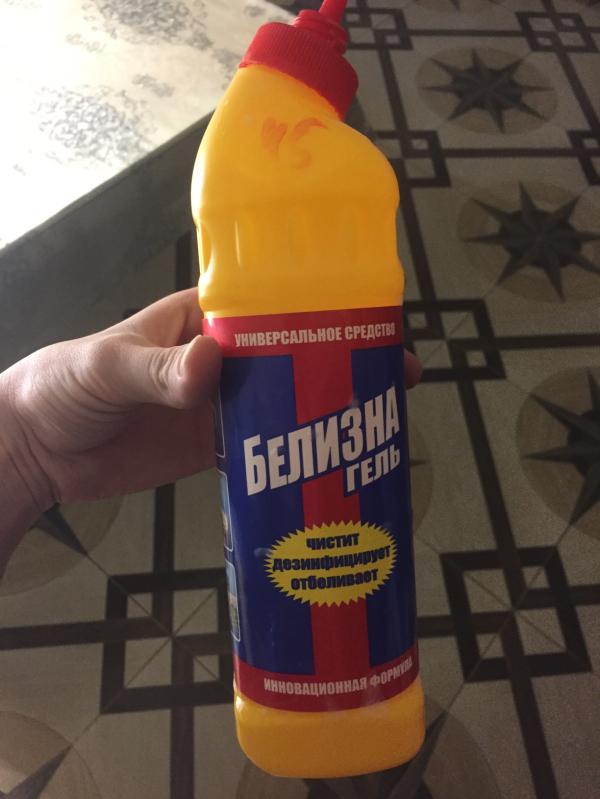 УНИВЕРСАЛЬНОЕ СРЕДСТВО
БЕЛИЗНА
ГЕЛЬ
чистит
дезинфицирует
отбеливает
ИННОВАЦИОННАЯ ФОРМУЛА